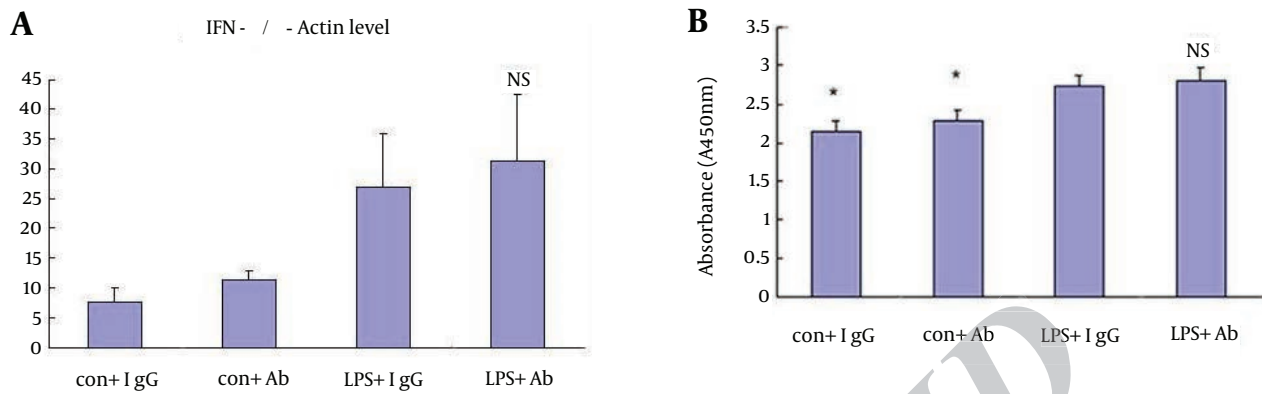 A
IFN - / - Actin level
45
40
35
30
25
20
15
10
5
0
NS
con+ I gG
con+ Ab
LPS+ I gG
LPS+ Ab
B
Absorbance (A450nm)
3.5
3
2.5
2
1.5
1
0.5
0
*
*
NS
con+ I gG
con+ Ab
LPS+ I gG
LPS+ Ab